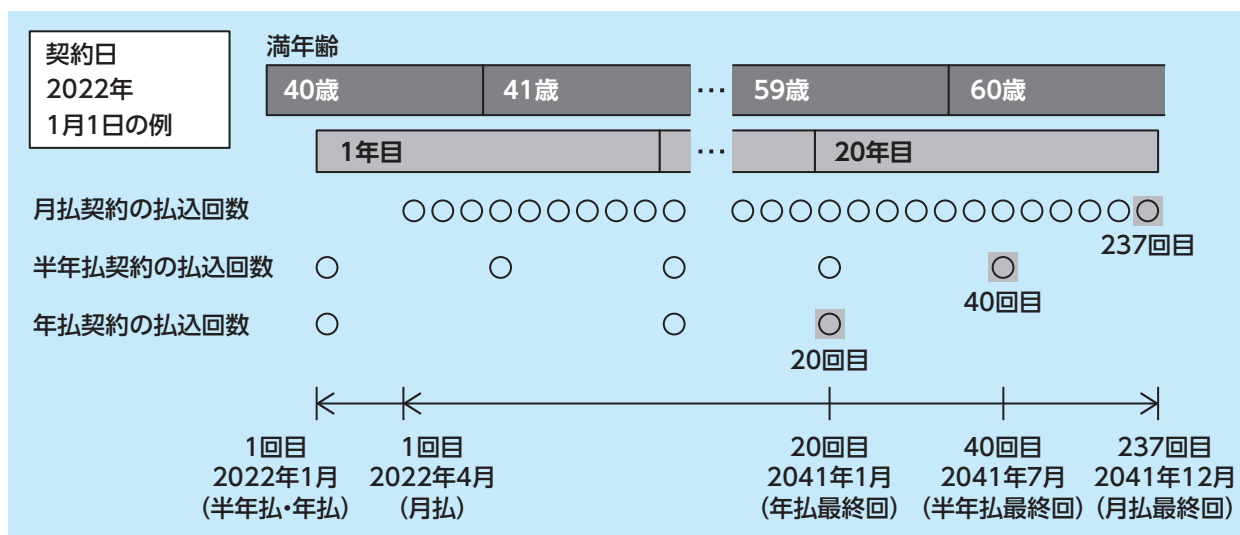 契約日
2022年
1月1日の例
満年齢
40歳 41歳 … 59歳 60歳
1年目 … 20年目
月払契約の払込回数
237回目
半年払契約の払込回数
40回目
年払契約の払込回数
20回目
1回目
2022年1月
(半年払・年払)
1回目
2022年4月
(月払)
20回目
2041年1月
(年払最終回)
40回目
2041年7月
(半年払最終回)
237回目
2041年12月
(月払最終回)